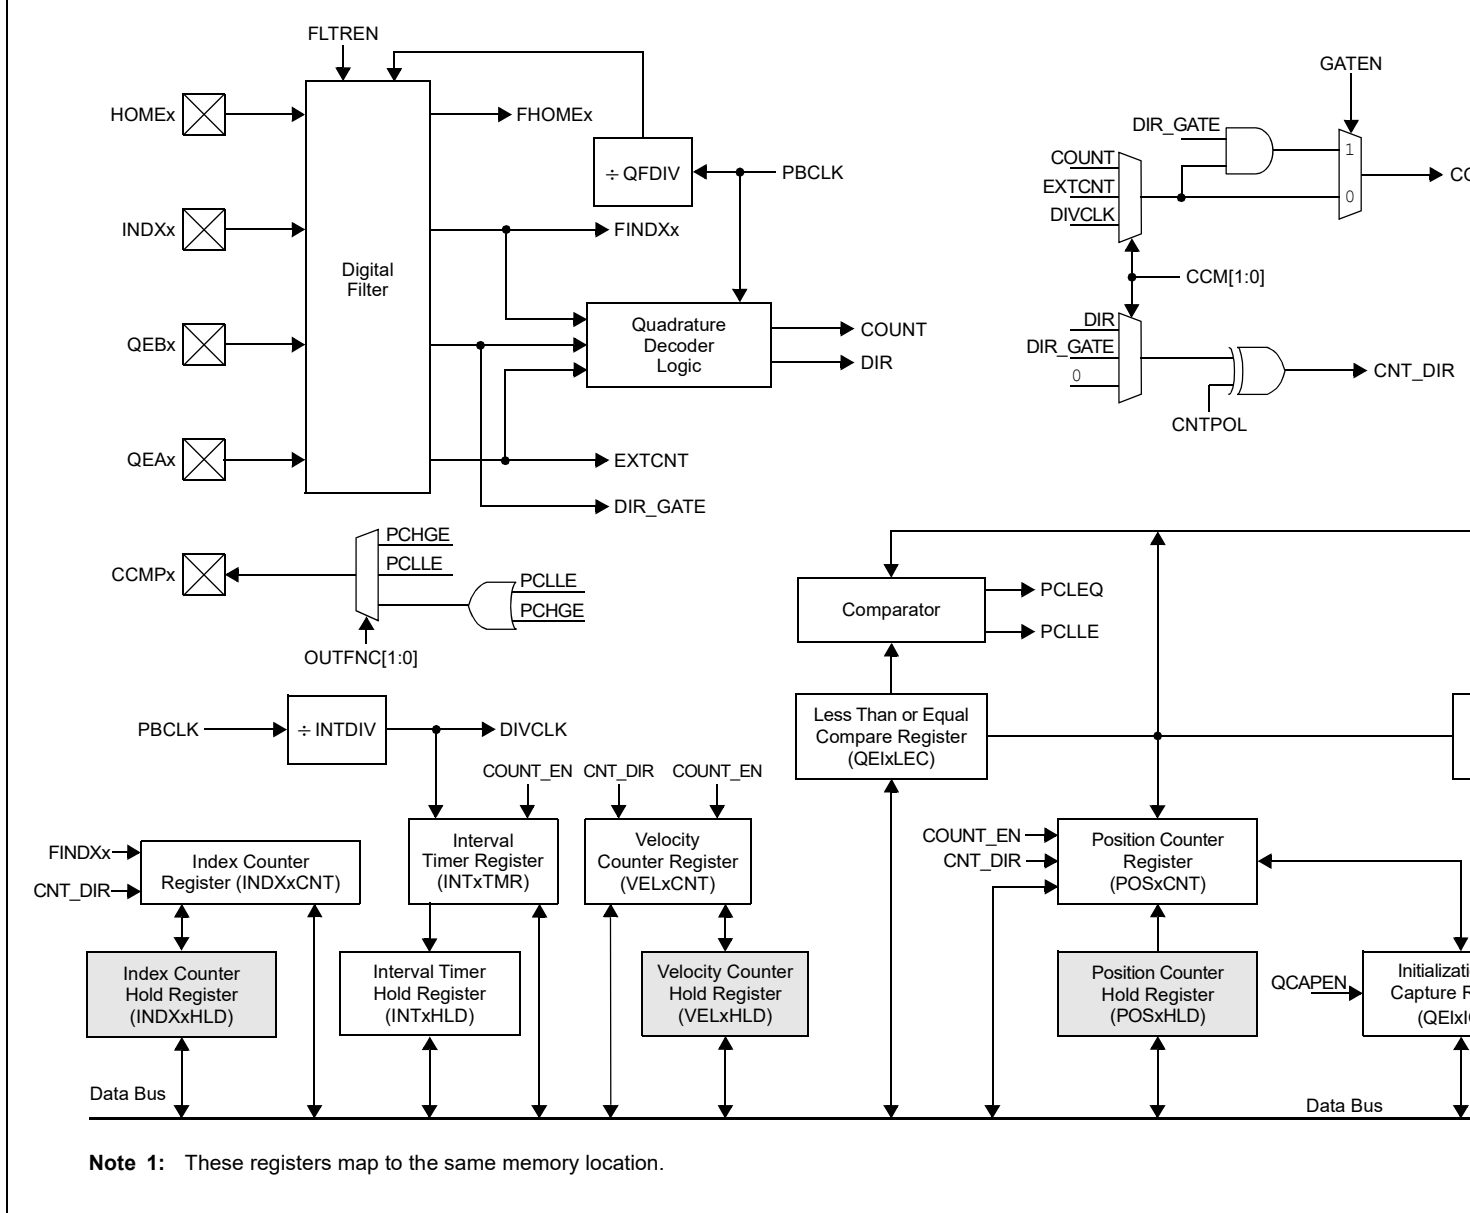 FLTREN
HOMEx
FHOMEx
÷ QFDIV
PBCLK
INDXx
FINDXx
Digital
Filter
QEBx
Quadrature
Decoder
Logic
COUNT
DIR
QEAx
EXTCNT
DIR_GATE
GATEN
DIR_GATE
COUNT
EXTCNT
DIVCLK
1
0
CCM[1:0]
DIR
DIR_GATE
0
CNTPOL
CNT_DIR
CCMPx
PCHGE
PCLLE
PCLLE
PCHGE
OUTFNC[1:0]
Comparator
PCLEQ
PCLLE
PBCLK
÷ INTDIV
DIVCLK
Less Than or Equal
Compare Register
(QEIxLEC)
COUNT_EN
CNT_DIR
COUNT_EN
FINDXx
CNT_DIR
Index Counter
Register (INDXxCNT)
Interval
Timer Register
(INTxTMR)
Velocity
Counter Register
(VELxCNT)
COUNT_EN
CNT_DIR
Position Counter
Register
(POSxCNT)
Index Counter
Hold Register
(INDXxHLD)
Interval Timer
Hold Register
(INTxHLD)
Velocity Counter
Hold Register
(VELxHLD)
Position Counter
Hold Register
(POSxHLD)
QCAPEN
Capture
Data Bus
Data Bus
Note 1: These registers map to the same memory location.